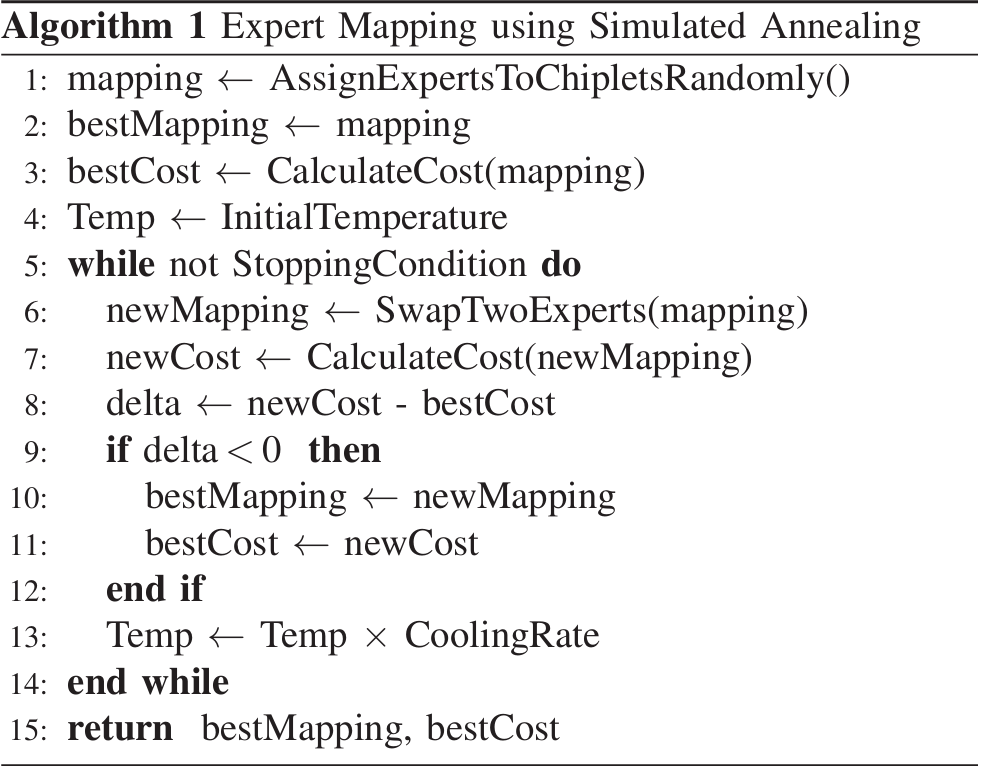 Algorithm 1 Expert Mapping using Simulated Annealing
1: mapping ← AssignExpertsToChipletsRandomly()
2: bestMapping ← mapping
3: bestCost ← CalculateCost(mapping)
4: Temp ← InitialTemperature
5: while not StoppingCondition do
6: newMapping ← SwapTwoExperts(mapping)
7: newCost ← CalculateCost(newMapping)
8: delta ← newCost - bestCost
9: if delta < 0 then
10: bestMapping ← newMapping
11: bestCost ← newCost
12: end if
13: Temp ← Temp × CoolingRate
14: end while
15: return bestMapping, bestCost